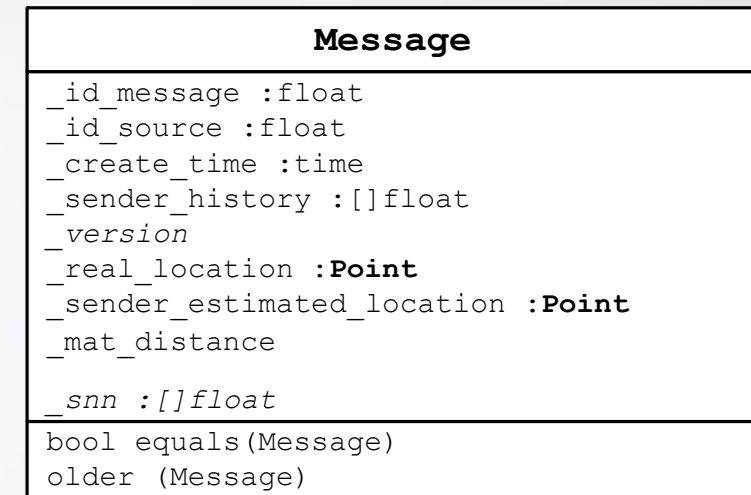 Message
_id_message :float
_id_source :float
_create_time :time
_sender_history :[]float
_version
_real_location :Point
_sender_estimated_location :Point
_mat_distance
_snn :[]float
bool equals(Message)
older (Message)